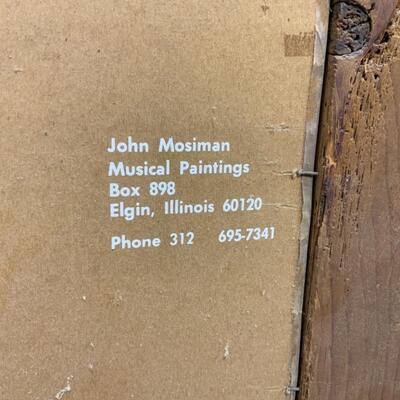 John Mosiman
Musical Paintings
Box 898
Elgin, Illinois 60120
Phone 312 695-7341